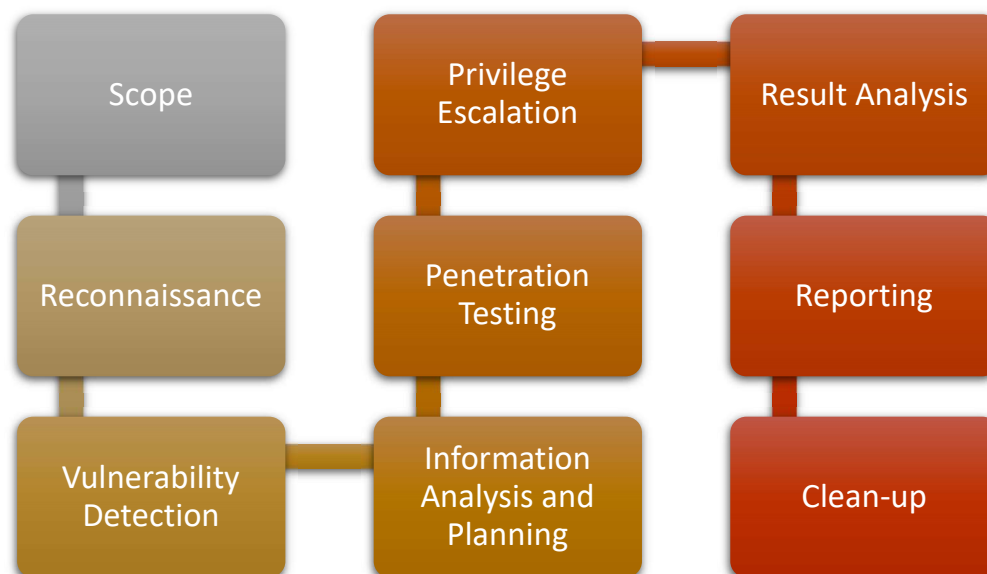 Scope
Reconnaissance
Vulnerability
Detection
Information
Analysis and
Planning
Penetration
Testing
Privilege
Escalation
Result Analysis
Reporting
Clean-up